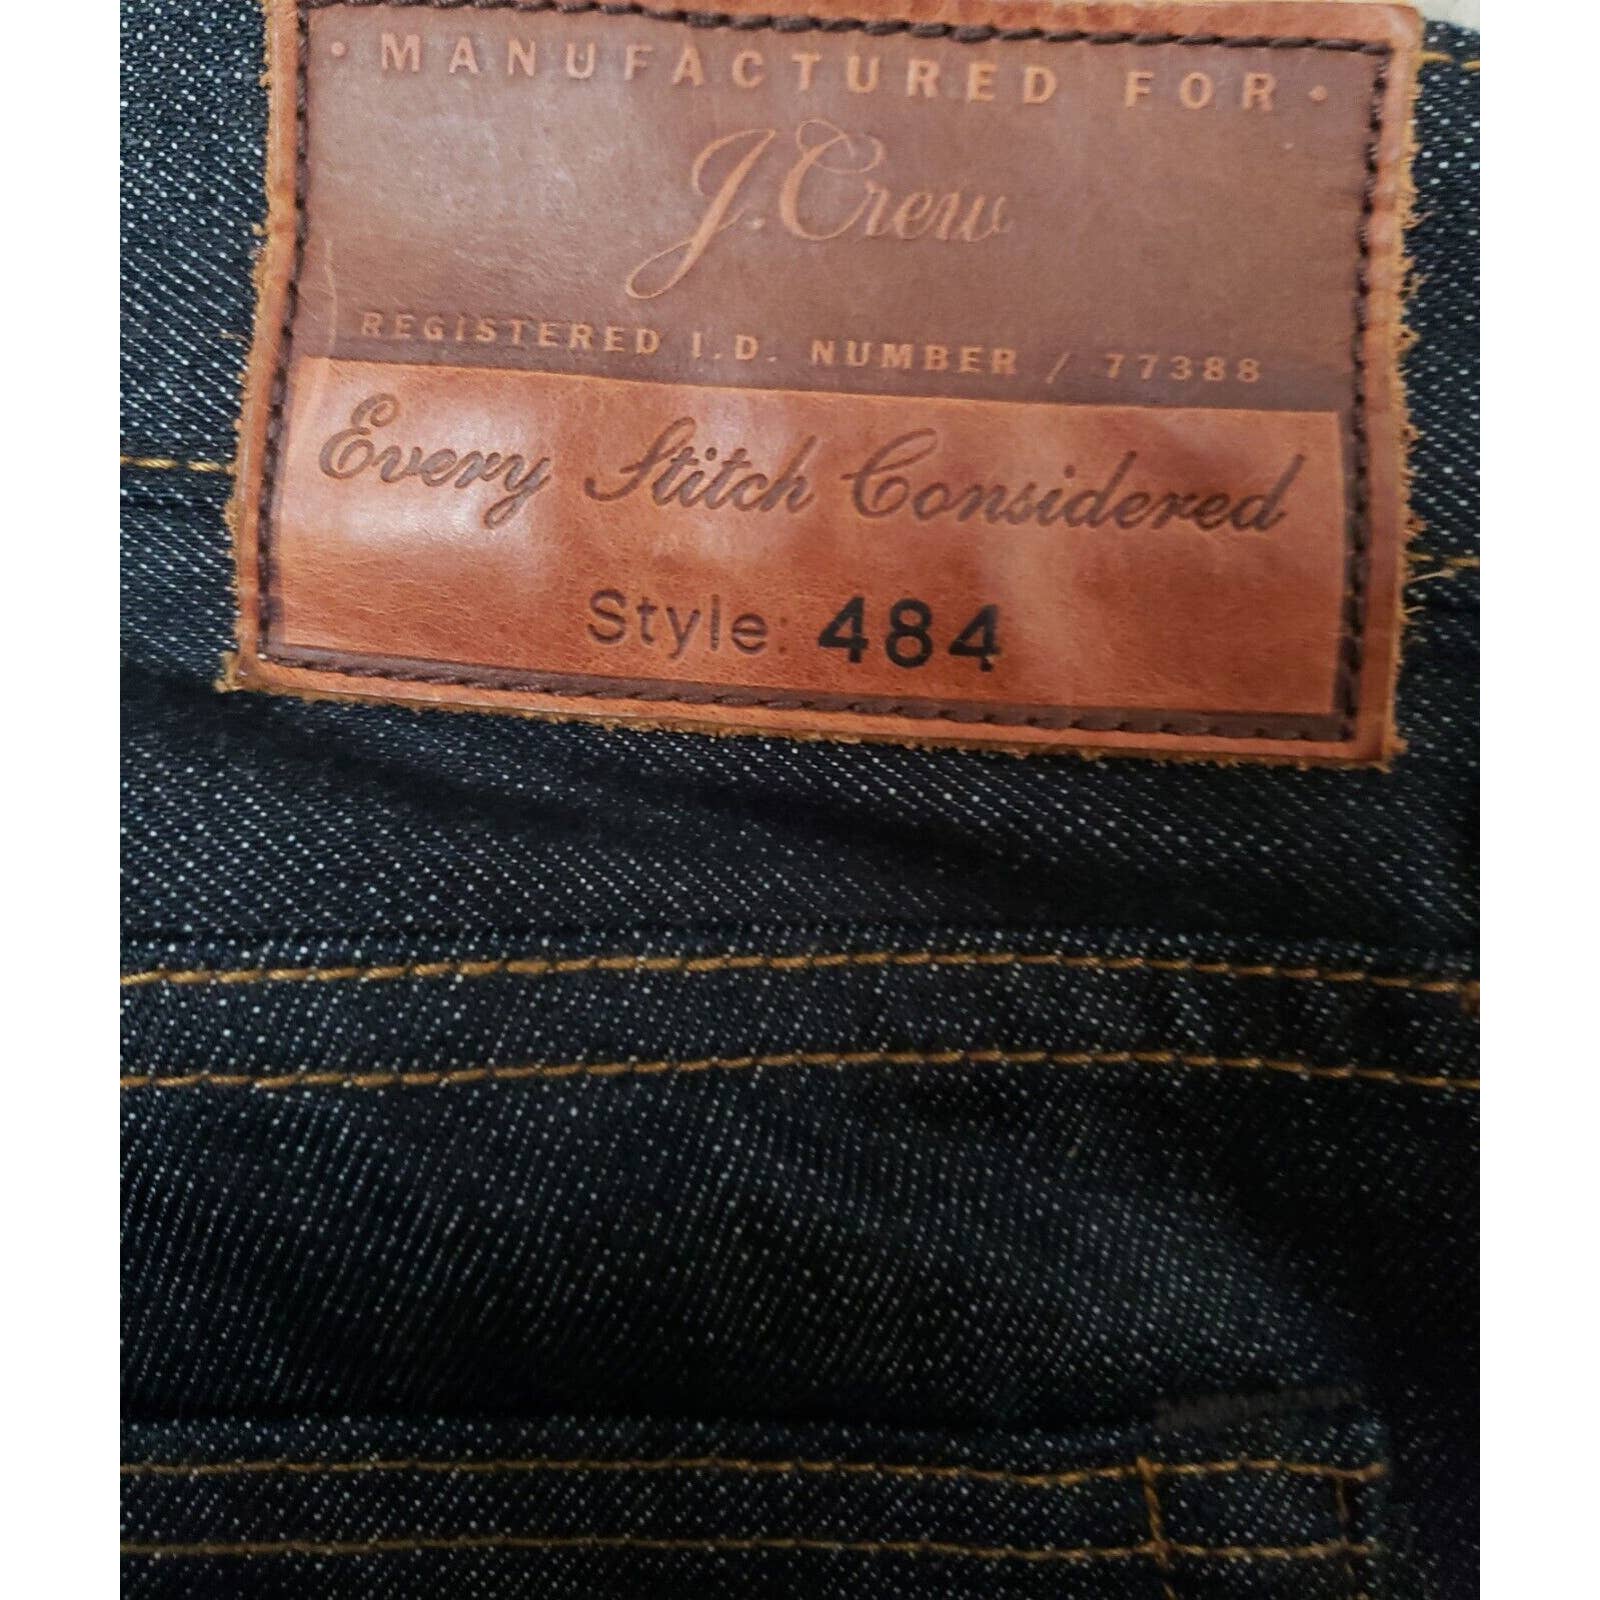 · MANUFACTURED FOR ·
J.Crew
REGISTERED I.D. NUMBER / 77388
Every Stitch Considered
Style: 484